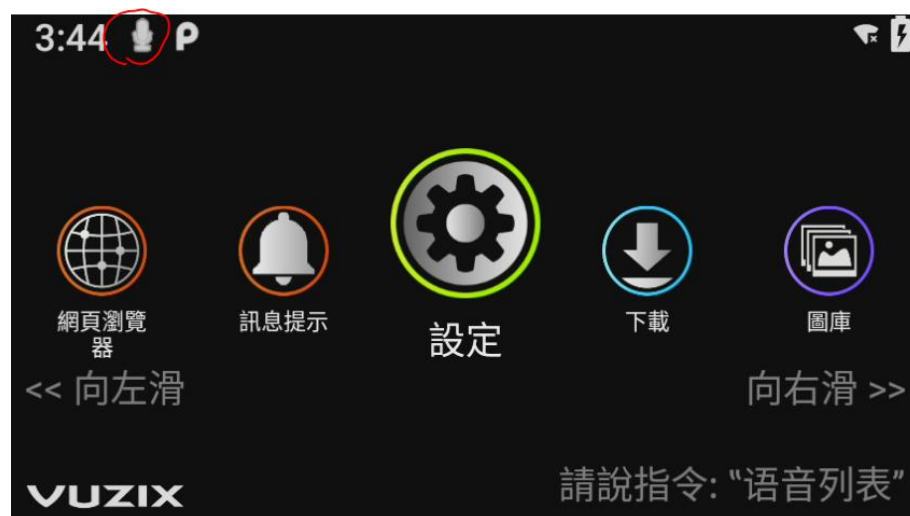 3:44
網頁瀏覽
器
訊息提示
設定
下載
圖庫
<< 向左滑
向右滑 >>
VUZIX
請說指令: "语音列表"